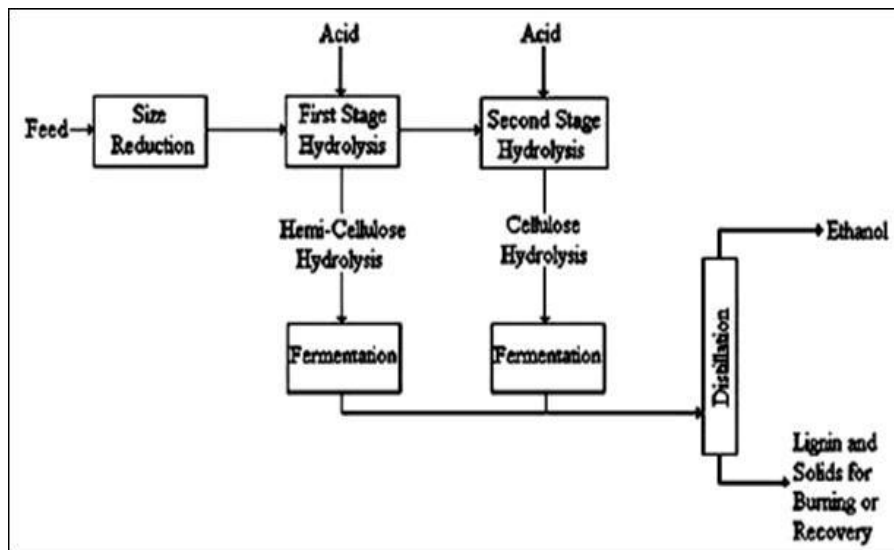 Acid
Acid
Feed
Size
Reduction
First Stage
Hydrolysis
Second Stage
Hydrolysis
Hemi-Cellulose
Hydrolysis
Cellulose
Hydrolysis
Ethanol
Fermentation
Fermentation
Distillation
Lignin and
Solids for
Burning or
Recovery